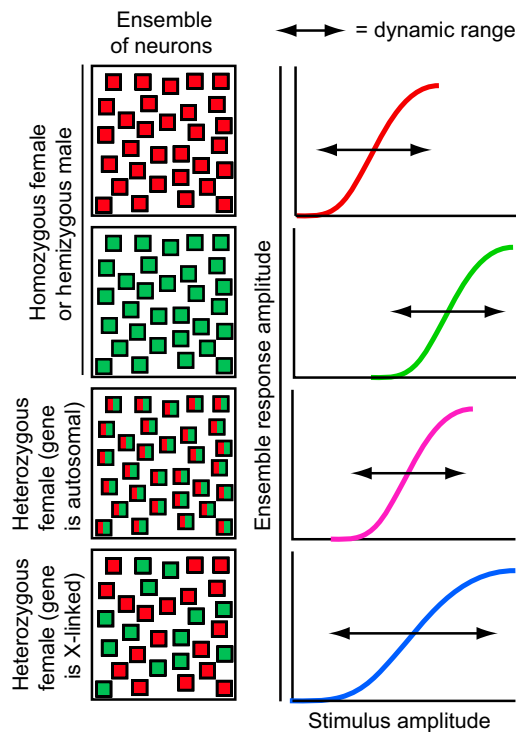 Ensemble
of neurons
= dynamic range
Homozygous female
or hemizygous male
Heterozygous
female (gene
is autosomal)
Heterozygous
female (gene
is X-linked)
Ensemble response amplitude
Stimulus amplitude